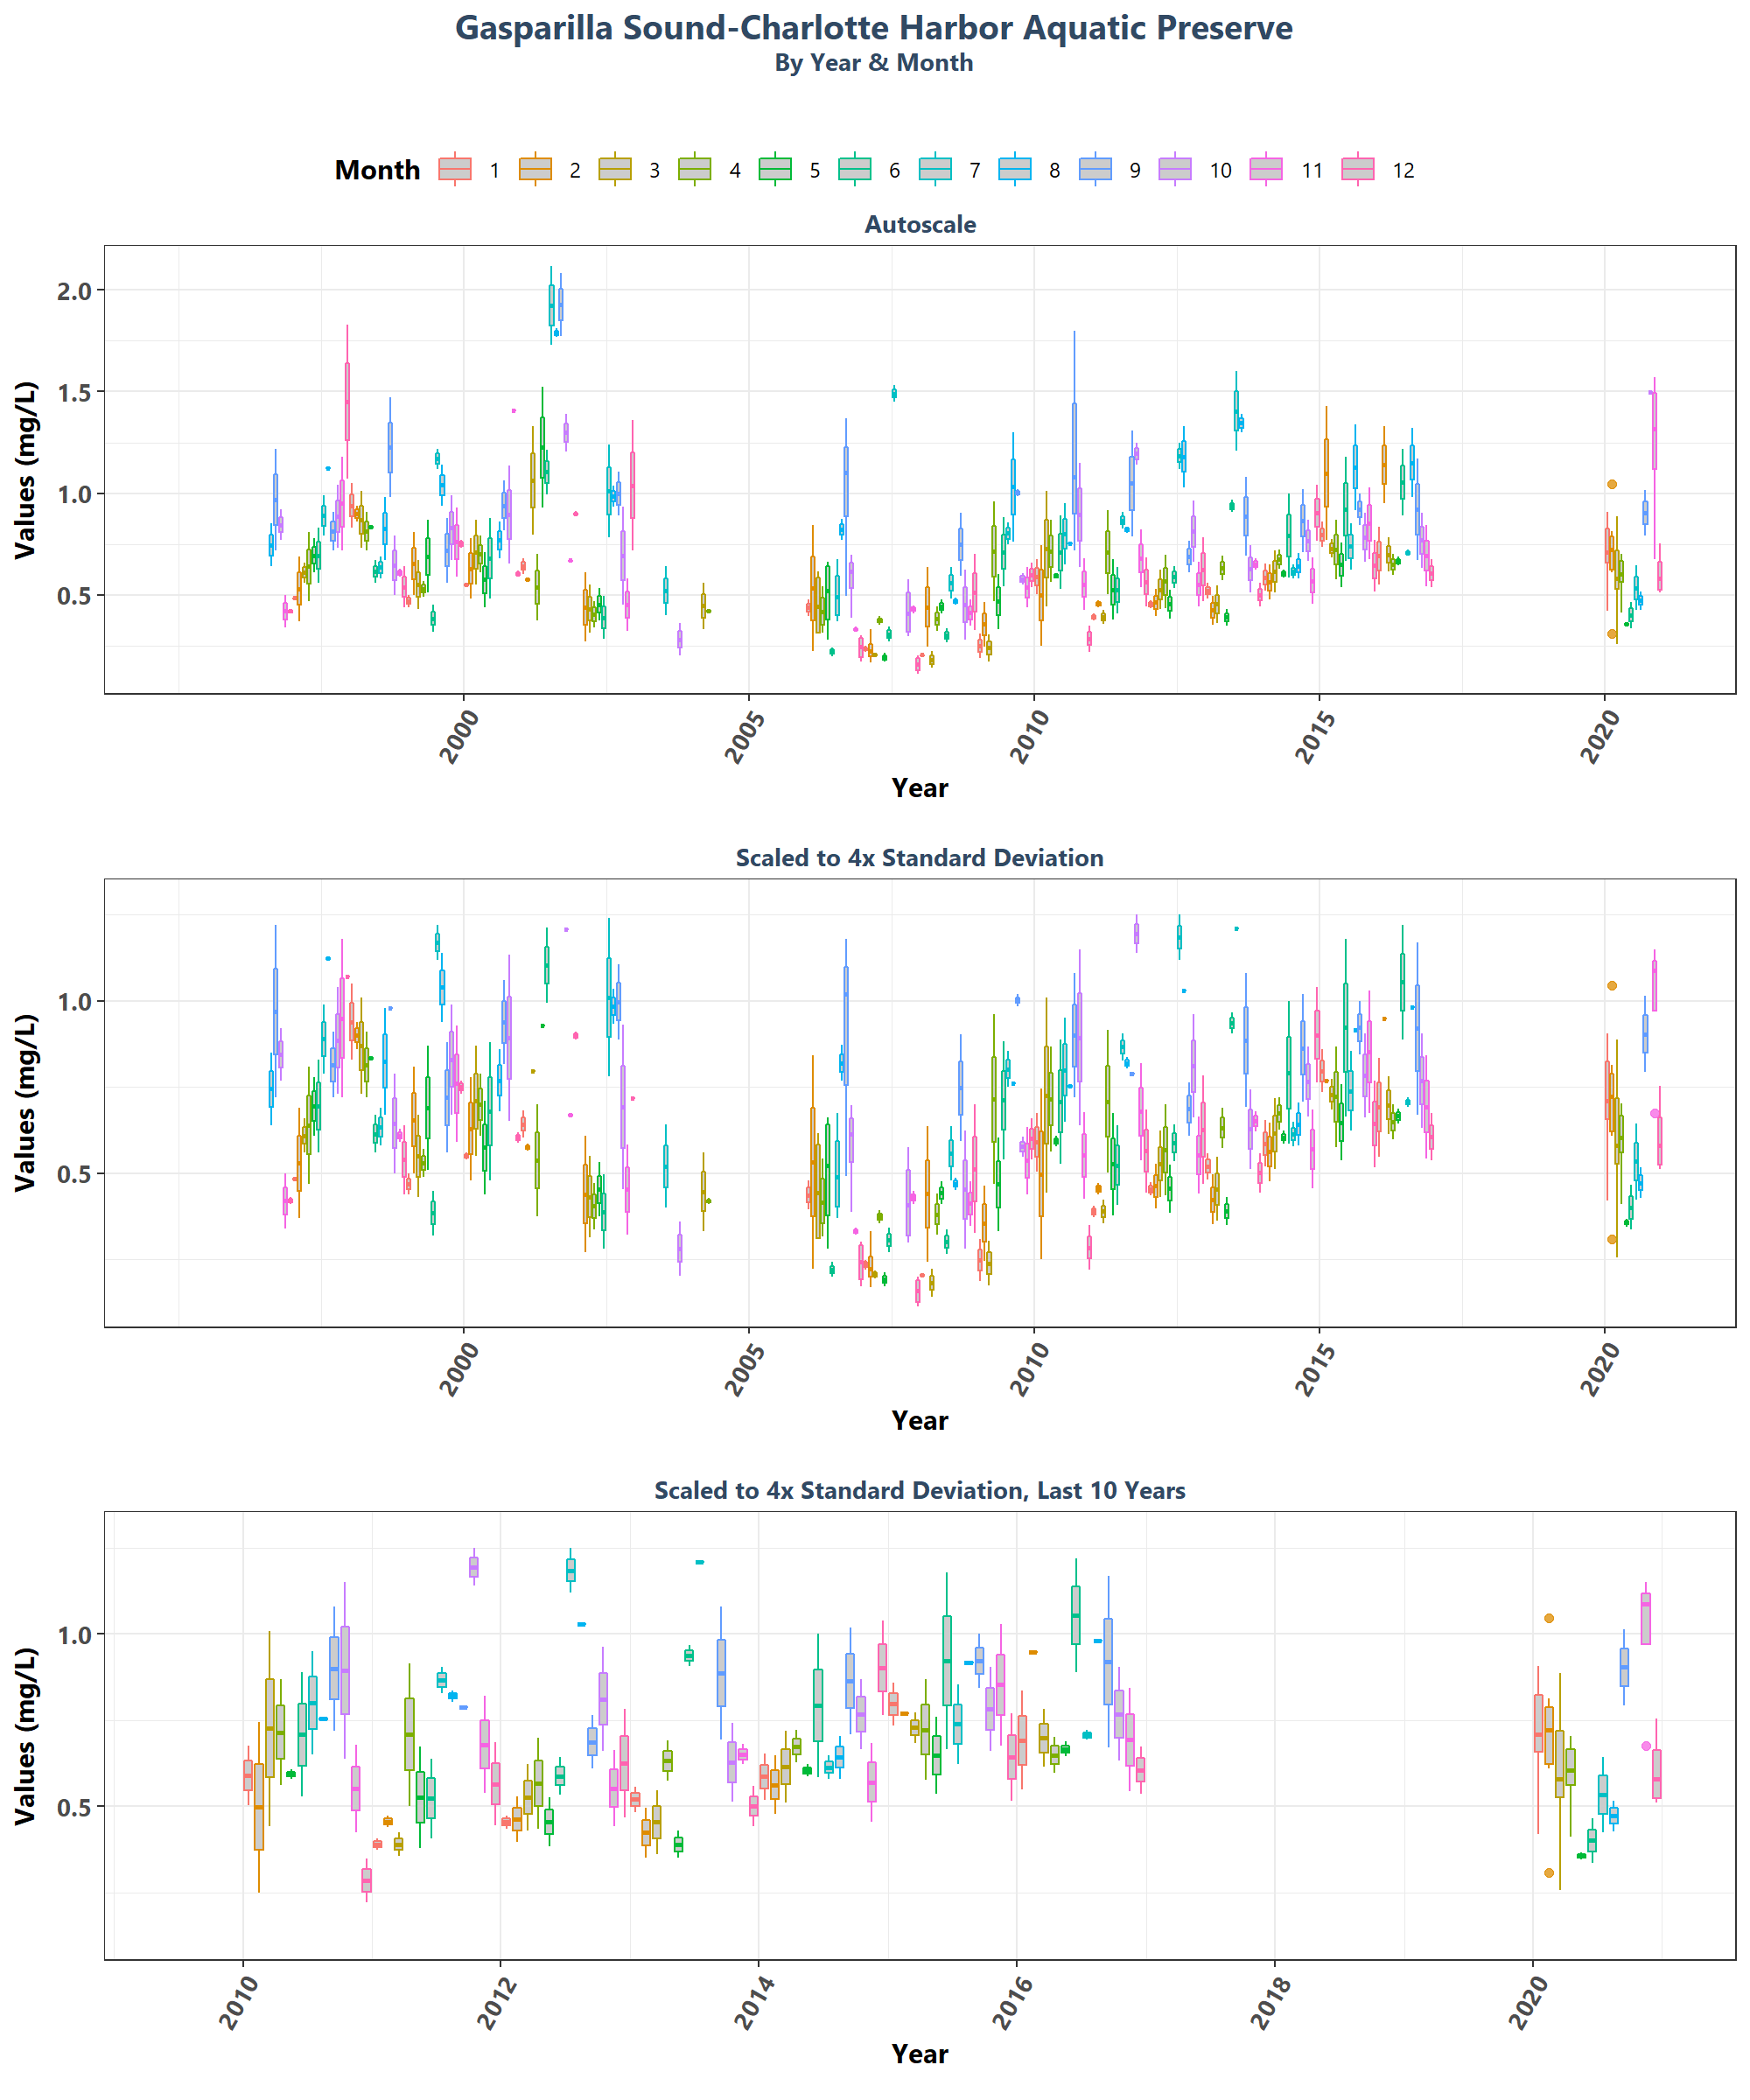 Gasparilla Sound-Charlotte Harbor Aquatic Preserve
By Year & Month
Month 1 2 3 4 5 6 7 8 9 10 11 12
Autoscale
Values (mg/L)
2.0
1.5
1.0
0.5
2000 2005 2010 2015 2020
Year
Scaled to 4x Standard Deviation
Values (mg/L)
1.0
0.5
2000 2005 2010 2015 2020
Year
Scaled to 4x Standard Deviation, Last 10 Years
Values (mg/L)
1.0
0.5
2010 2012 2014 2016 2018 2020
Year